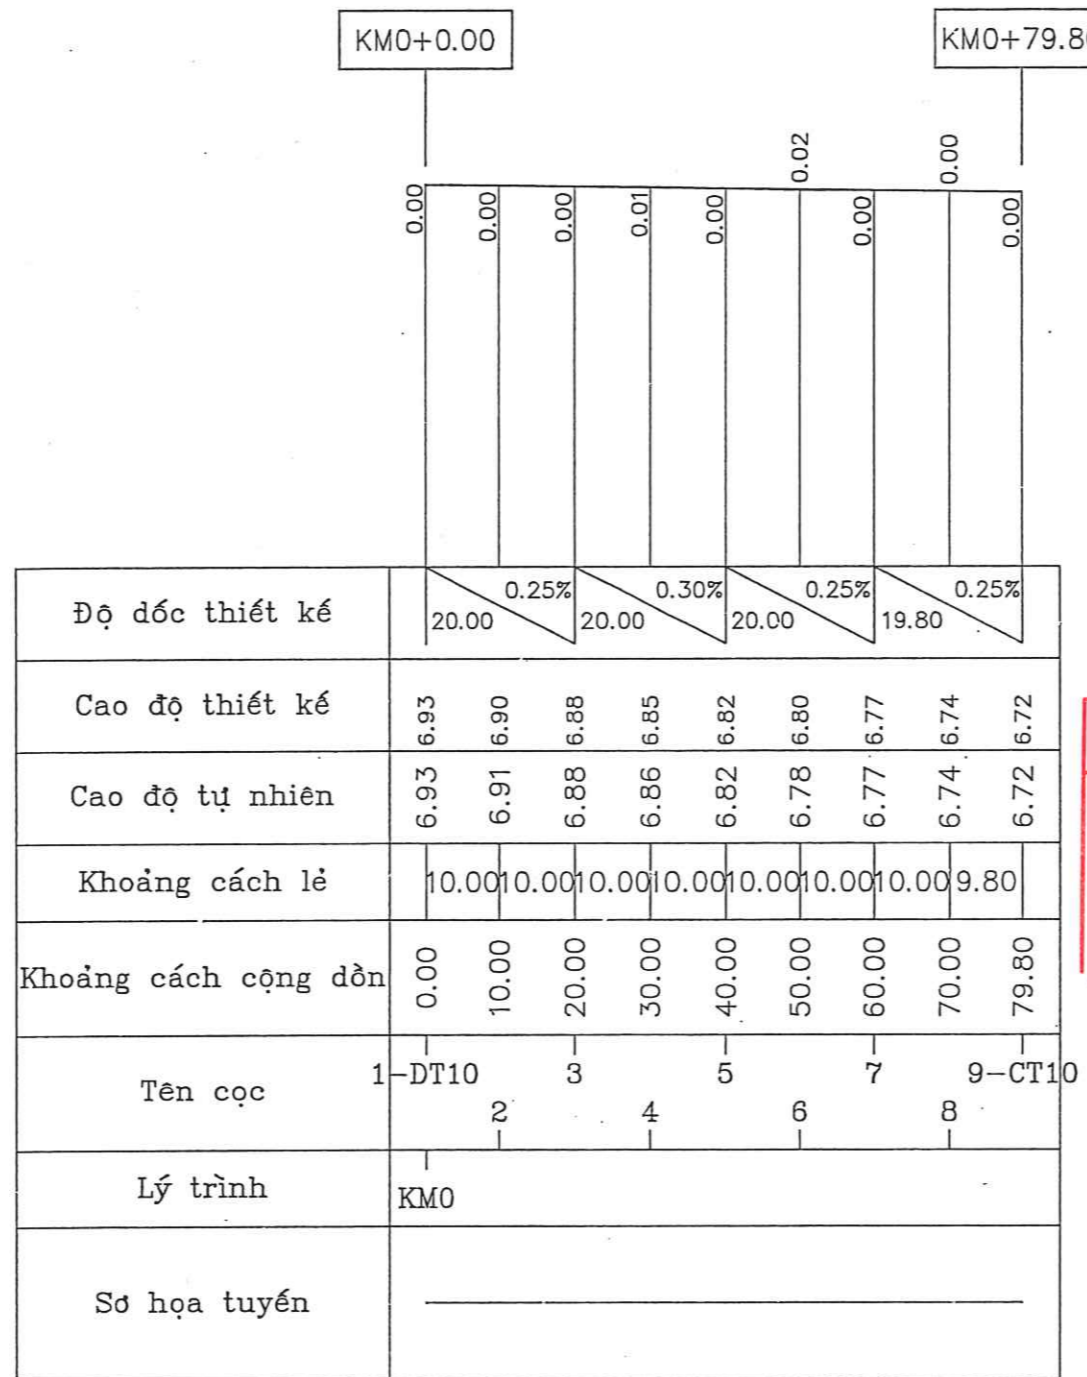 KM0+0.00 KM0+79.8
0.02 0.00
0.00 0.00 0.00 0.01 0.00 0.00 0.00
Độ dốc thiết kế 0.25% 0.30% 0.25% 0.25%
20.00 20.00 20.00 19.80
Cao độ thiết kế 6.93 6.90 6.88 6.85 6.82 6.80 6.77 6.74 6.72
Cao độ tự nhiên 6.93 6.91 6.88 6.86 6.82 6.78 6.77 6.74 6.72
Khoảng cách lẻ 10.00 10.00 10.00 10.00 10.00 10.00 10.00 9.80
Khoảng cách cộng dồn 0.00 10.00 20.00 30.00 40.00 50.00 60.00 70.00 79.80
Tên cọc 1-DT10 3 5 7 9-CT10
2 4 6 8
Lý trình KM0
Sơ họa tuyến